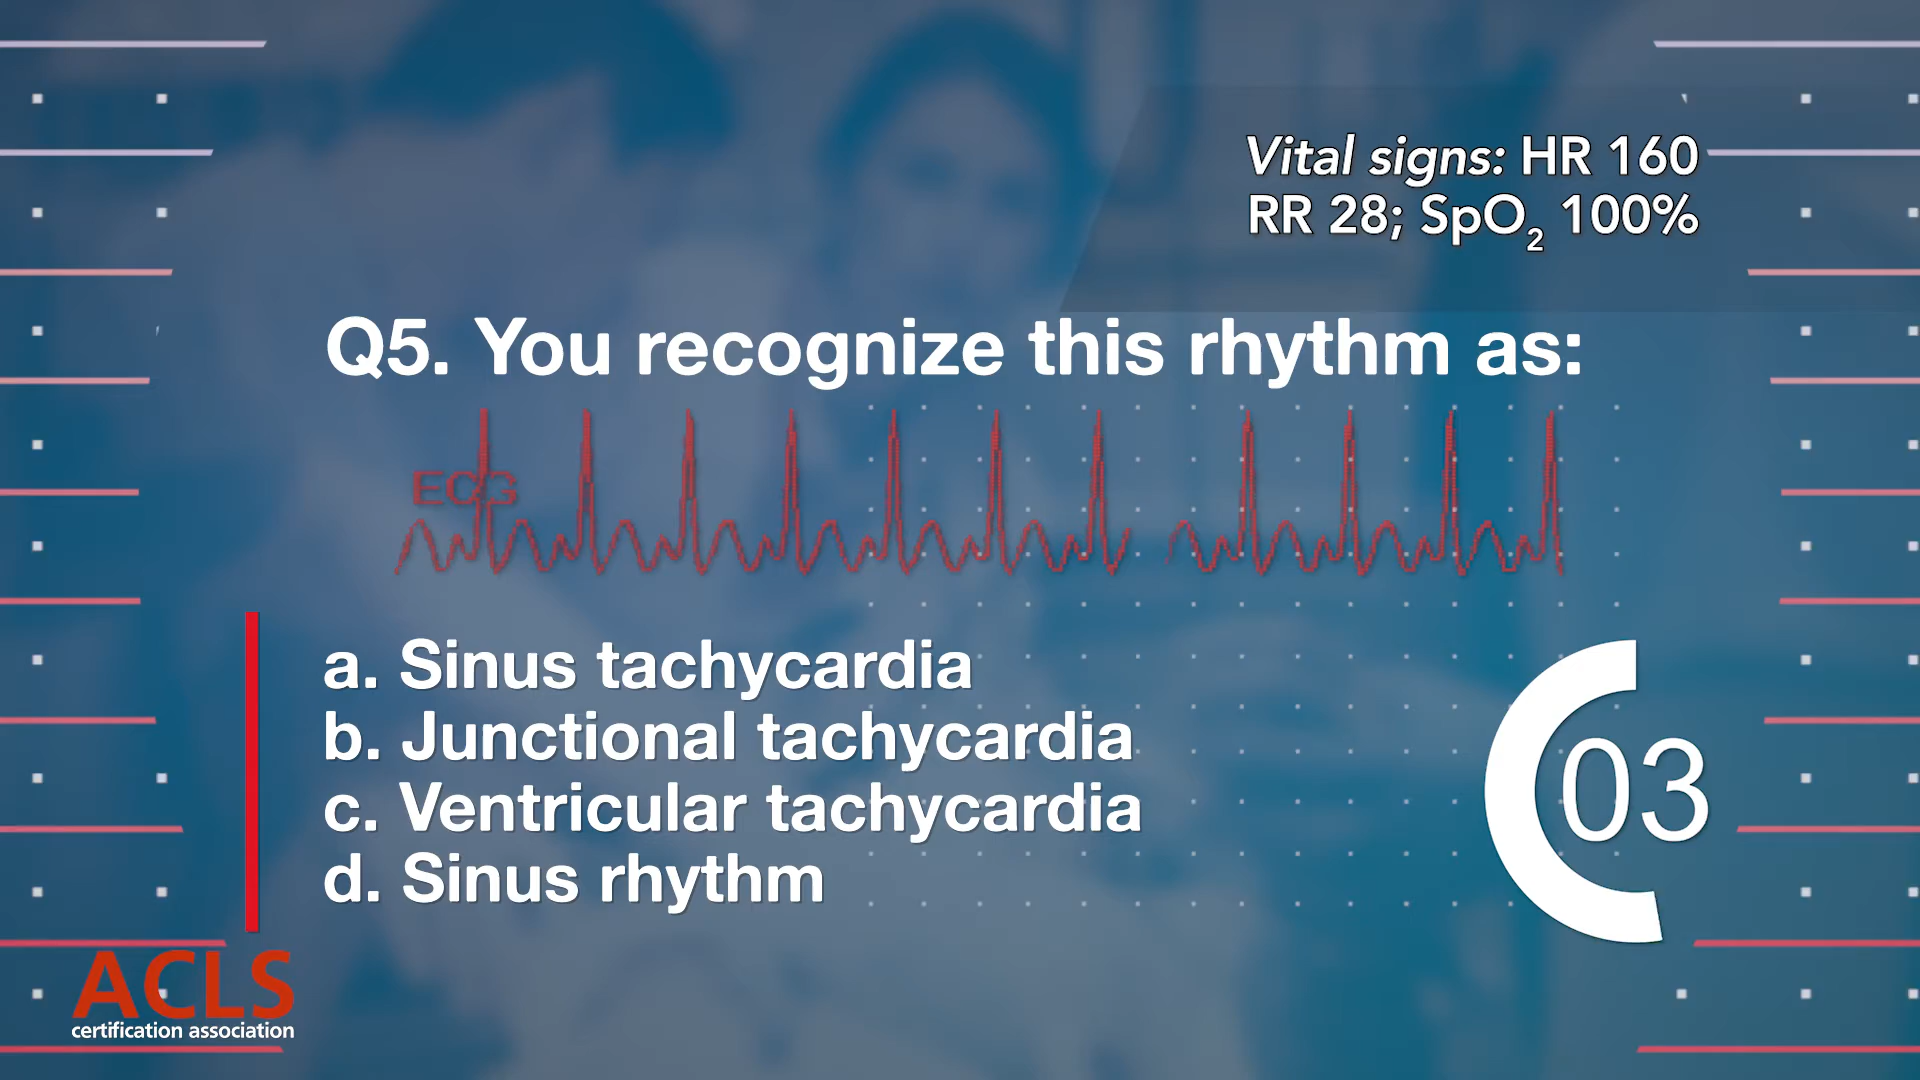 Vital signs: HR 160
RR 28; SpO₂ 100%
Q5. You recognize this rhythm as:
ECG
a. Sinus tachycardia
b. Junctional tachycardia
c. Ventricular tachycardia
d. Sinus rhythm
03
ACLS
certification association